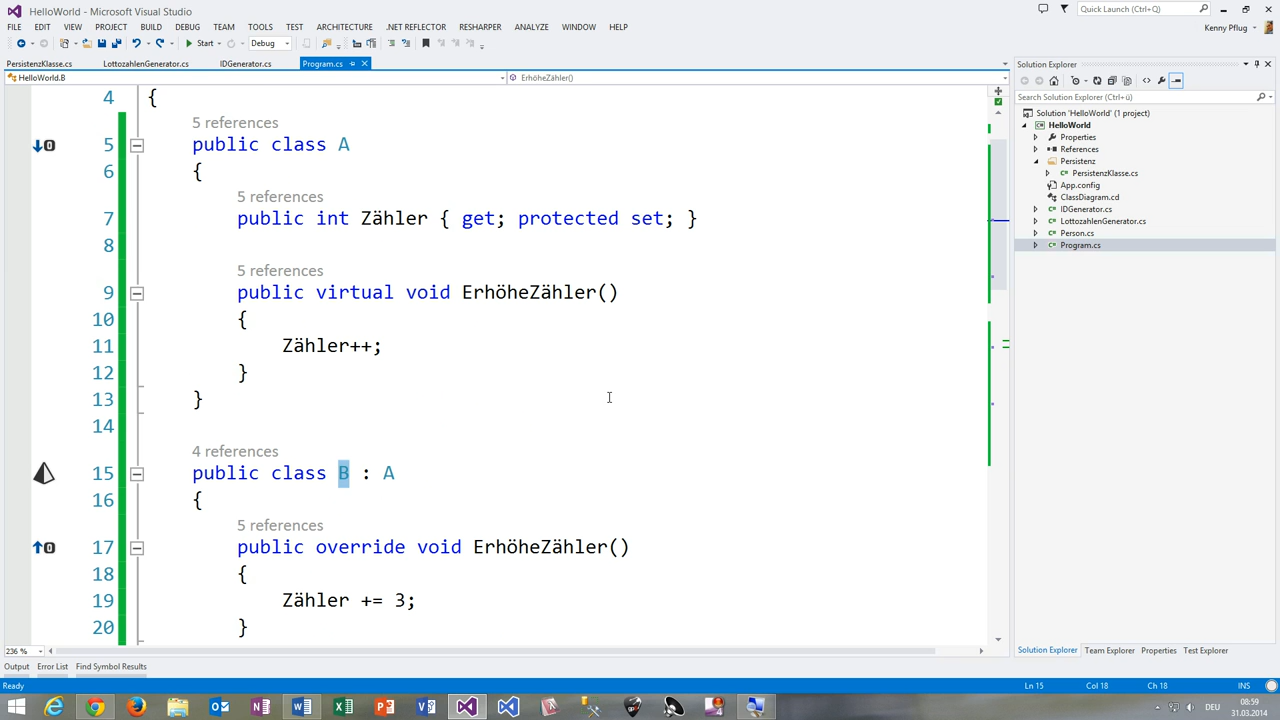 HelloWorld - Microsoft Visual Studio
Quick Launch (Ctrl+Q)
FILE EDIT VIEW PROJECT BUILD DEBUG TEAM TOOLS TEST ARCHITECTURE .NET REFLECTOR RESHARPER ANALYZE WINDOW HELP
Kenny Pflug
Start
Debug
PersistenzKlasse.cs LottozahlenGenerator.cs IDGenerator.cs Program.cs
HelloWorld.B
ErhöheZähler()
4 {
5 references
5 public class A
6 {
5 references
7 public int Zähler { get; protected set; }
8
5 references
9 public virtual void ErhöheZähler()
10 {
11 Zähler++;
12 }
13 }
14
4 references
15 public class B : A
16 {
5 references
17 public override void ErhöheZähler()
18 {
19 Zähler += 3;
20 }
236 %
Solution Explorer
Search Solution Explorer (Ctrl+ü)
Solution 'HelloWorld' (1 project)
HelloWorld
Properties
References
Persistenz
PersistenzKlasse.cs
App.config
ClassDiagram.cd
IDGenerator.cs
LottozahlenGenerator.cs
Person.cs
Program.cs
Solution Explorer Team Explorer Properties Test Explorer
Output Error List Find Symbol Results
Ready
Ln 15 Col 18 Ch 18 INS
DEU
08:59
31.03.2014